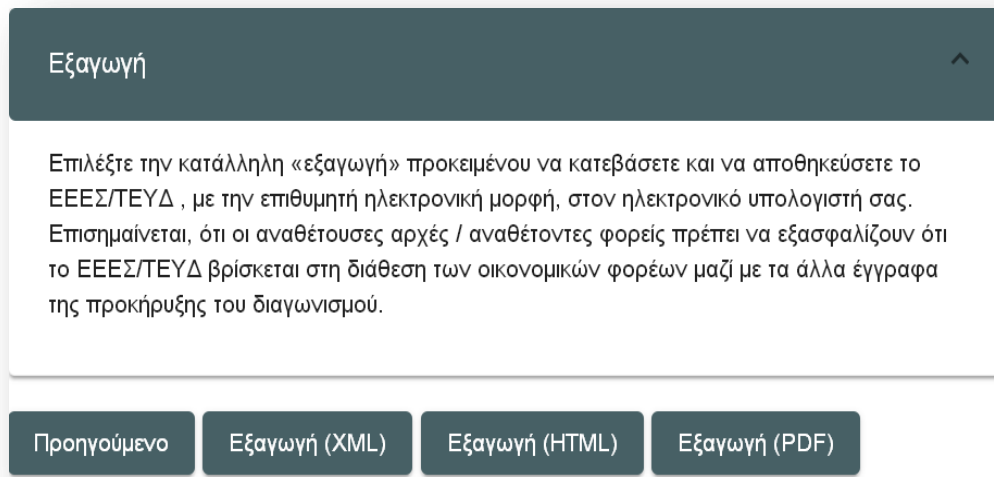 Εξαγωγή
Επιλέξτε την κατάλληλη «εξαγωγή» προκειμένου να κατεβάσετε και να αποθηκεύσετε το
ΕΕΕΣ/ΤΕΥΔ , με την επιθυμητή ηλεκτρονική μορφή, στον ηλεκτρονικό υπολογιστή σας.
Επισημαίνεται, ότι οι αναθέτουσες αρχές / αναθέτοντες φορείς πρέπει να εξασφαλίζουν ότι
το ΕΕΕΣ/ΤΕΥΔ βρίσκεται στη διάθεση των οικονομικών φορέων μαζί με τα άλλα έγγραφα
της προκήρυξης του διαγωνισμού.
Προηγούμενο Εξαγωγή (XML) Εξαγωγή (HTML) Εξαγωγή (PDF)